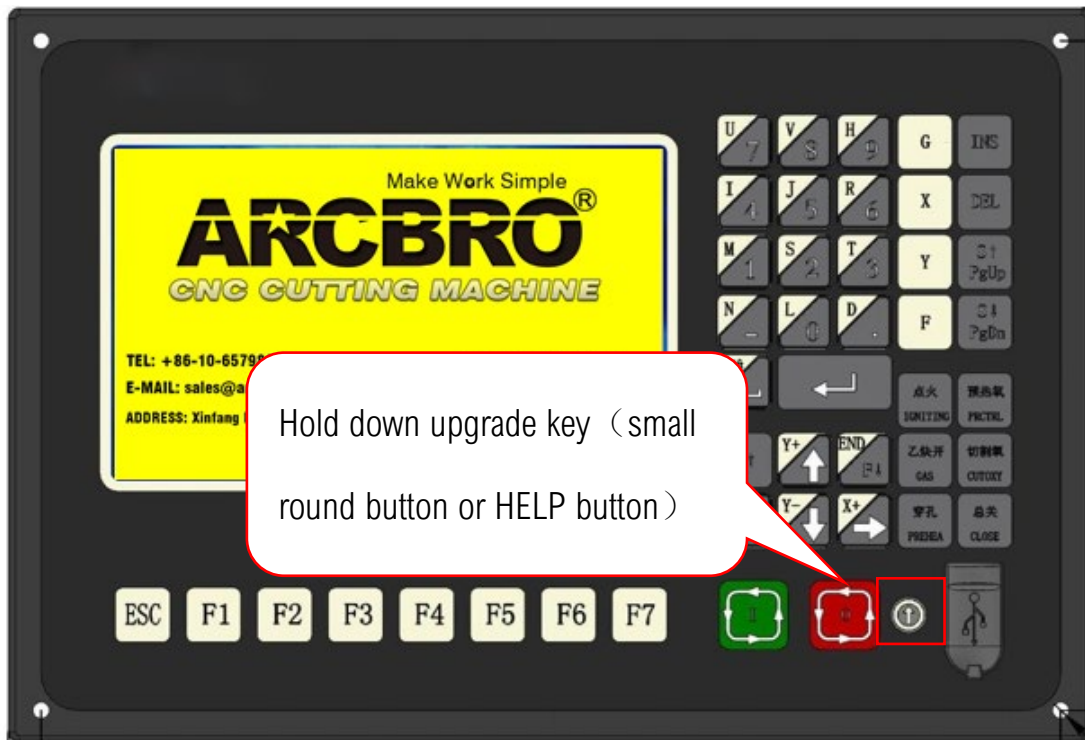 Make Work Simple
ARCBRO®
CNC CUTTING MACHINE
TEL: +86-10-6579
E-MAIL: sales@a
ADDRESS: Xinfang
Hold down upgrade key（small
round button or HELP button）
U 7 V 8 H 9 G INS
I 4 J 5 R 6 X DEL
M 1 S 2 T 3 Y S↑ PgUp
N - L 0 D . F S↓ PgDn
点火 预热氧
IGNITING PRCTRL
Y+ END 乙炔开 切割氧
GAS CUTOXY
Y- X+ 穿孔 总关
PREHEA CLOSE
ESC F1 F2 F3 F4 F5 F6 F7 I 0